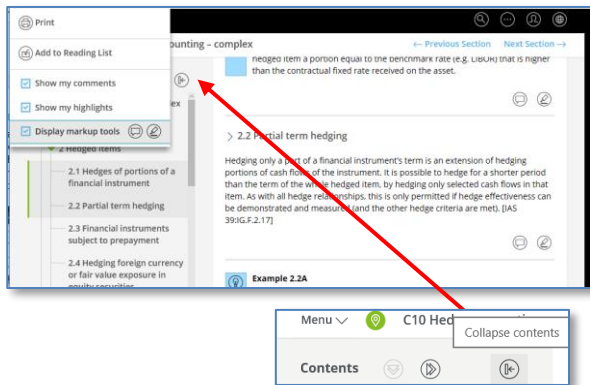 Print
Add to Reading List
Show my comments
Show my highlights
Display markup tools
ounting – complex
← Previous Section Next Section →
ex
2 Hedged items
2.1 Hedges of portions of a
financial instrument
2.2 Partial term hedging
2.3 Financial instruments
subject to prepayment
2.4 Hedging foreign currency
or fair value exposure in
equity securities
hedged item a portion equal to the benchmark rate (e.g. LIBOR) that is higher
than the contractual fixed rate received on the asset.
2.2 Partial term hedging
Hedging only a part of a financial instrument's term is an extension of hedging
portions of cash flows of the instrument. It is possible to hedge for a shorter period
than the term of the whole hedged item, by hedging only selected cash flows in that
item. As with all hedge relationships, this is only permitted if hedge effectiveness can
be demonstrated and measured (and the other hedge criteria are met). [IAS
39:IG.F.2.17]
Example 2.2A
Menu C10 Hed
Collapse contents
Contents